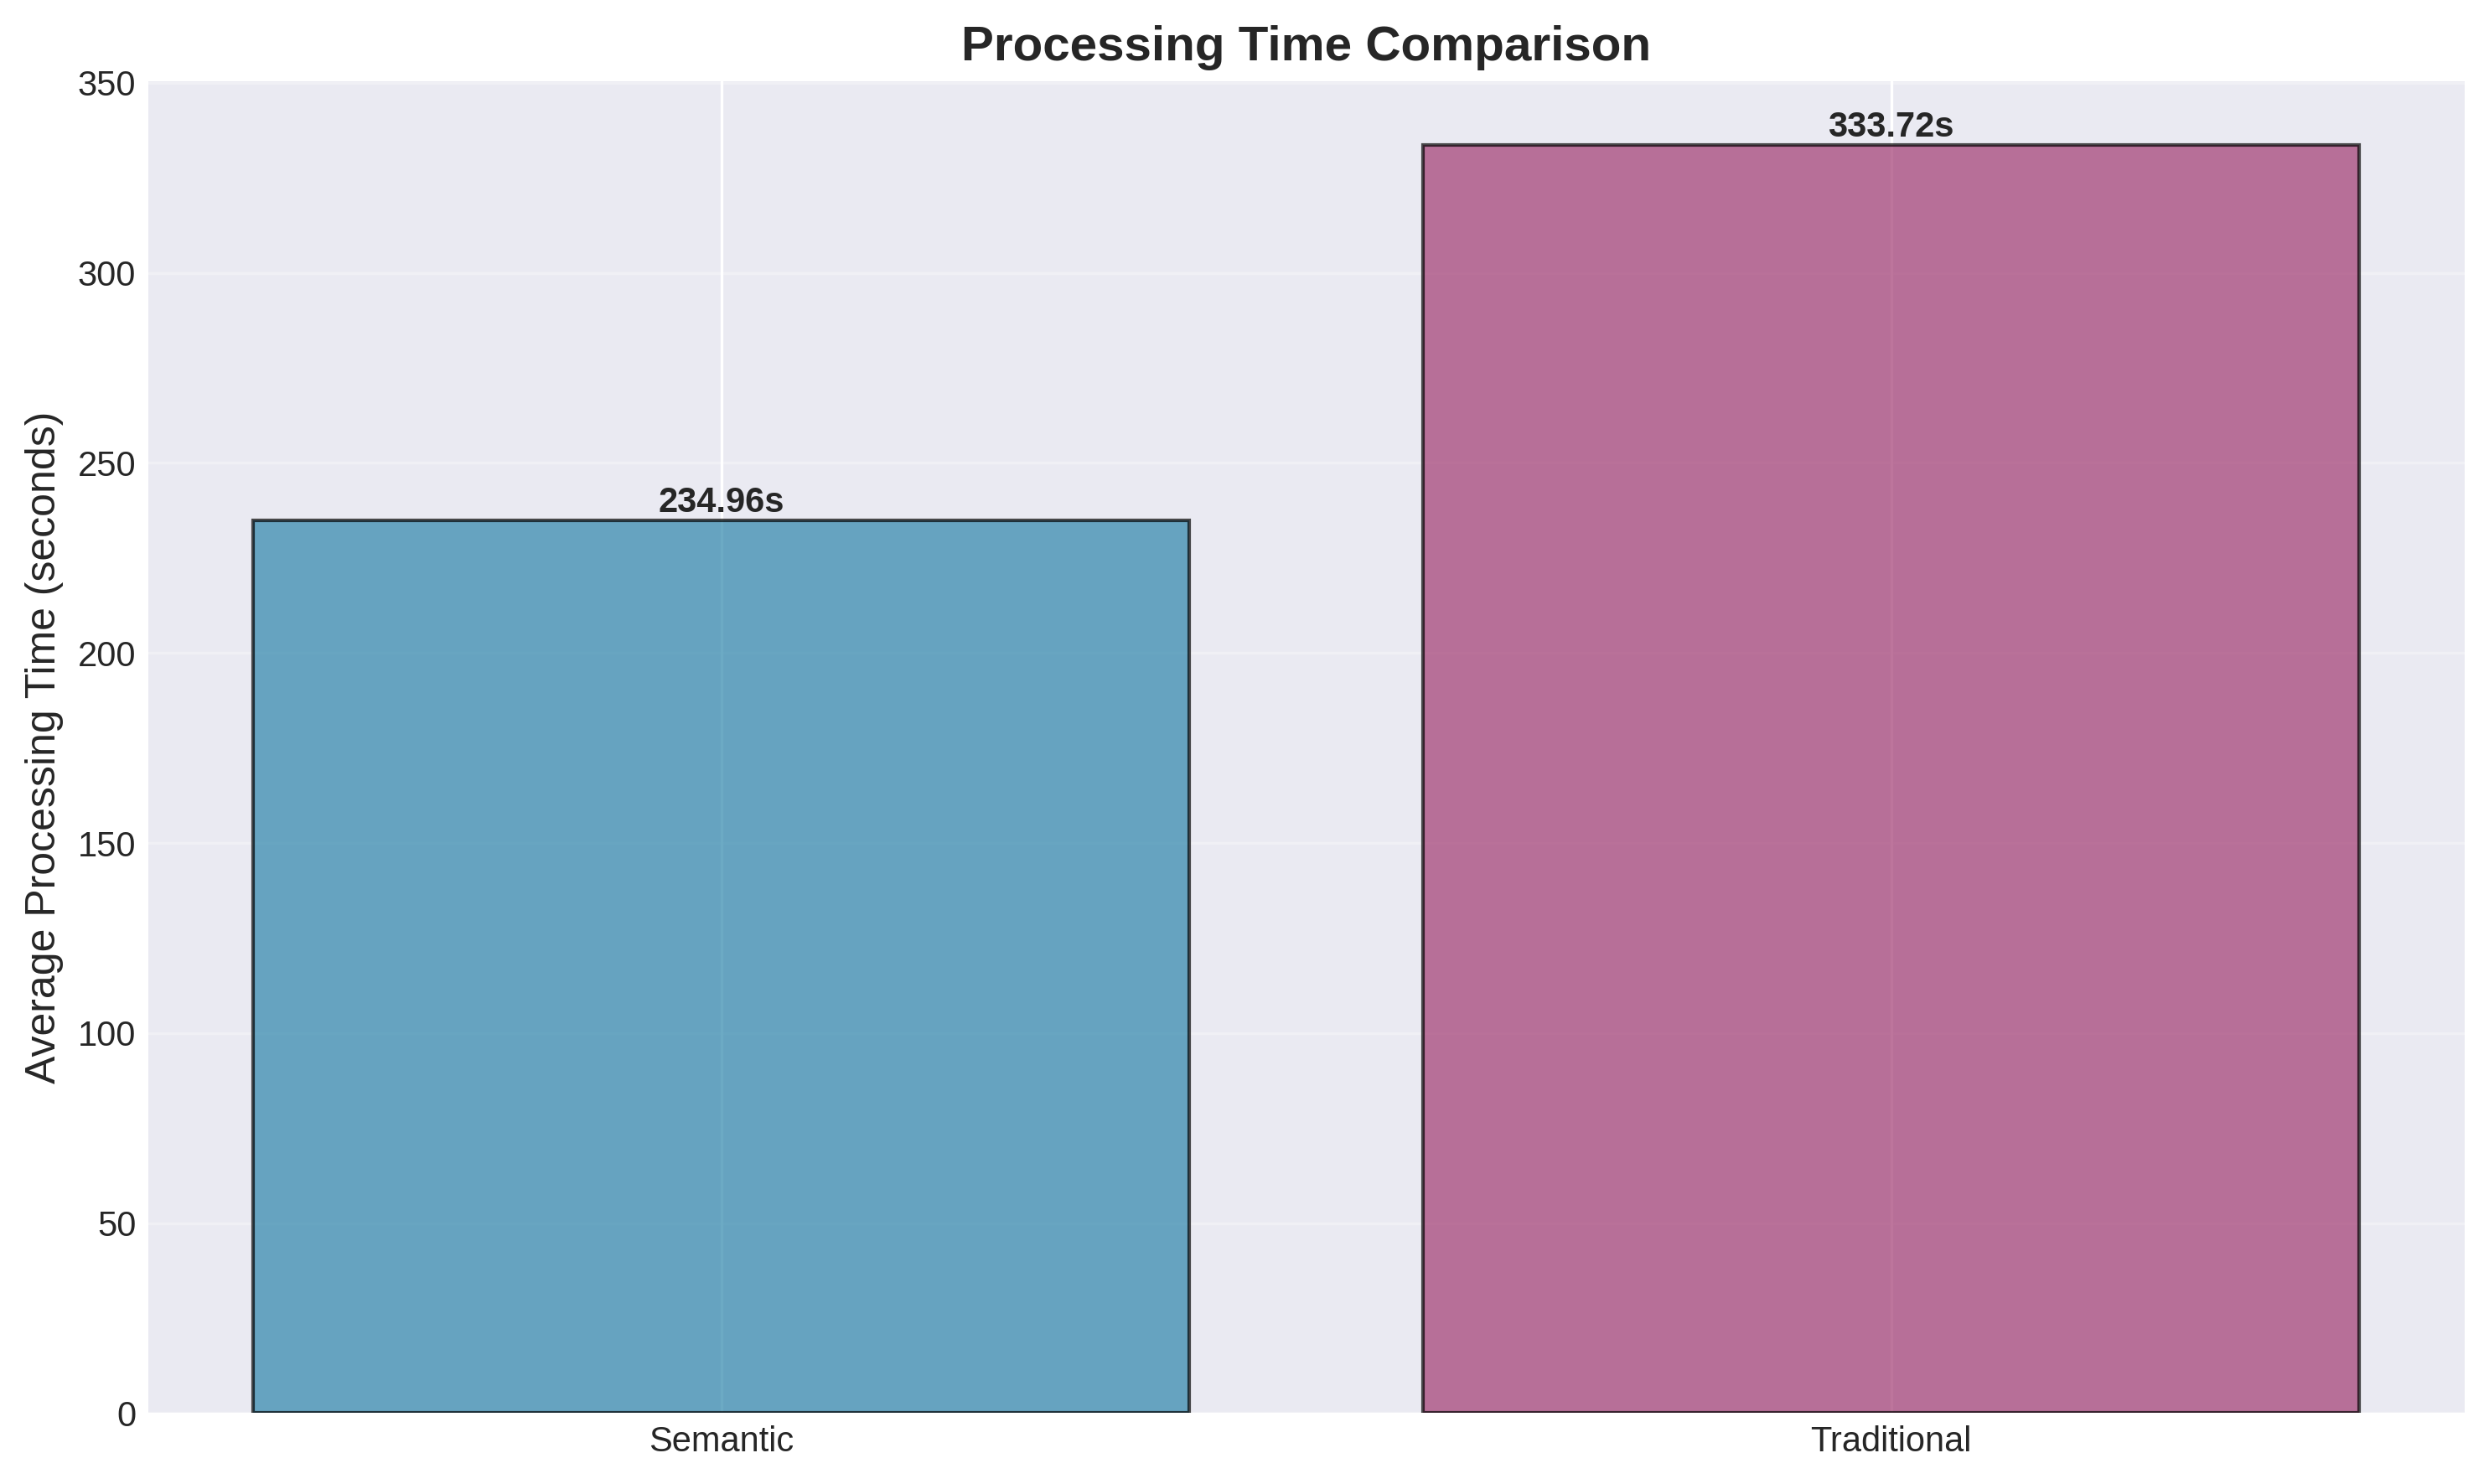 Processing Time Comparison
Average Processing Time (seconds)
350
300
250
200
150
100
50
0
234.96s
333.72s
Semantic
Traditional